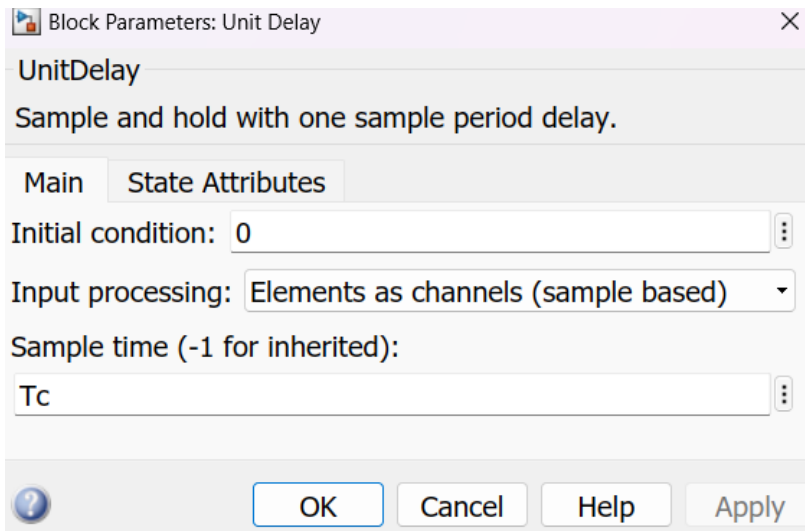 Block Parameters: Unit Delay
UnitDelay
Sample and hold with one sample period delay.
Main State Attributes
Initial condition: 0
Input processing: Elements as channels (sample based)
Sample time (-1 for inherited):
Tc
OK Cancel Help Apply